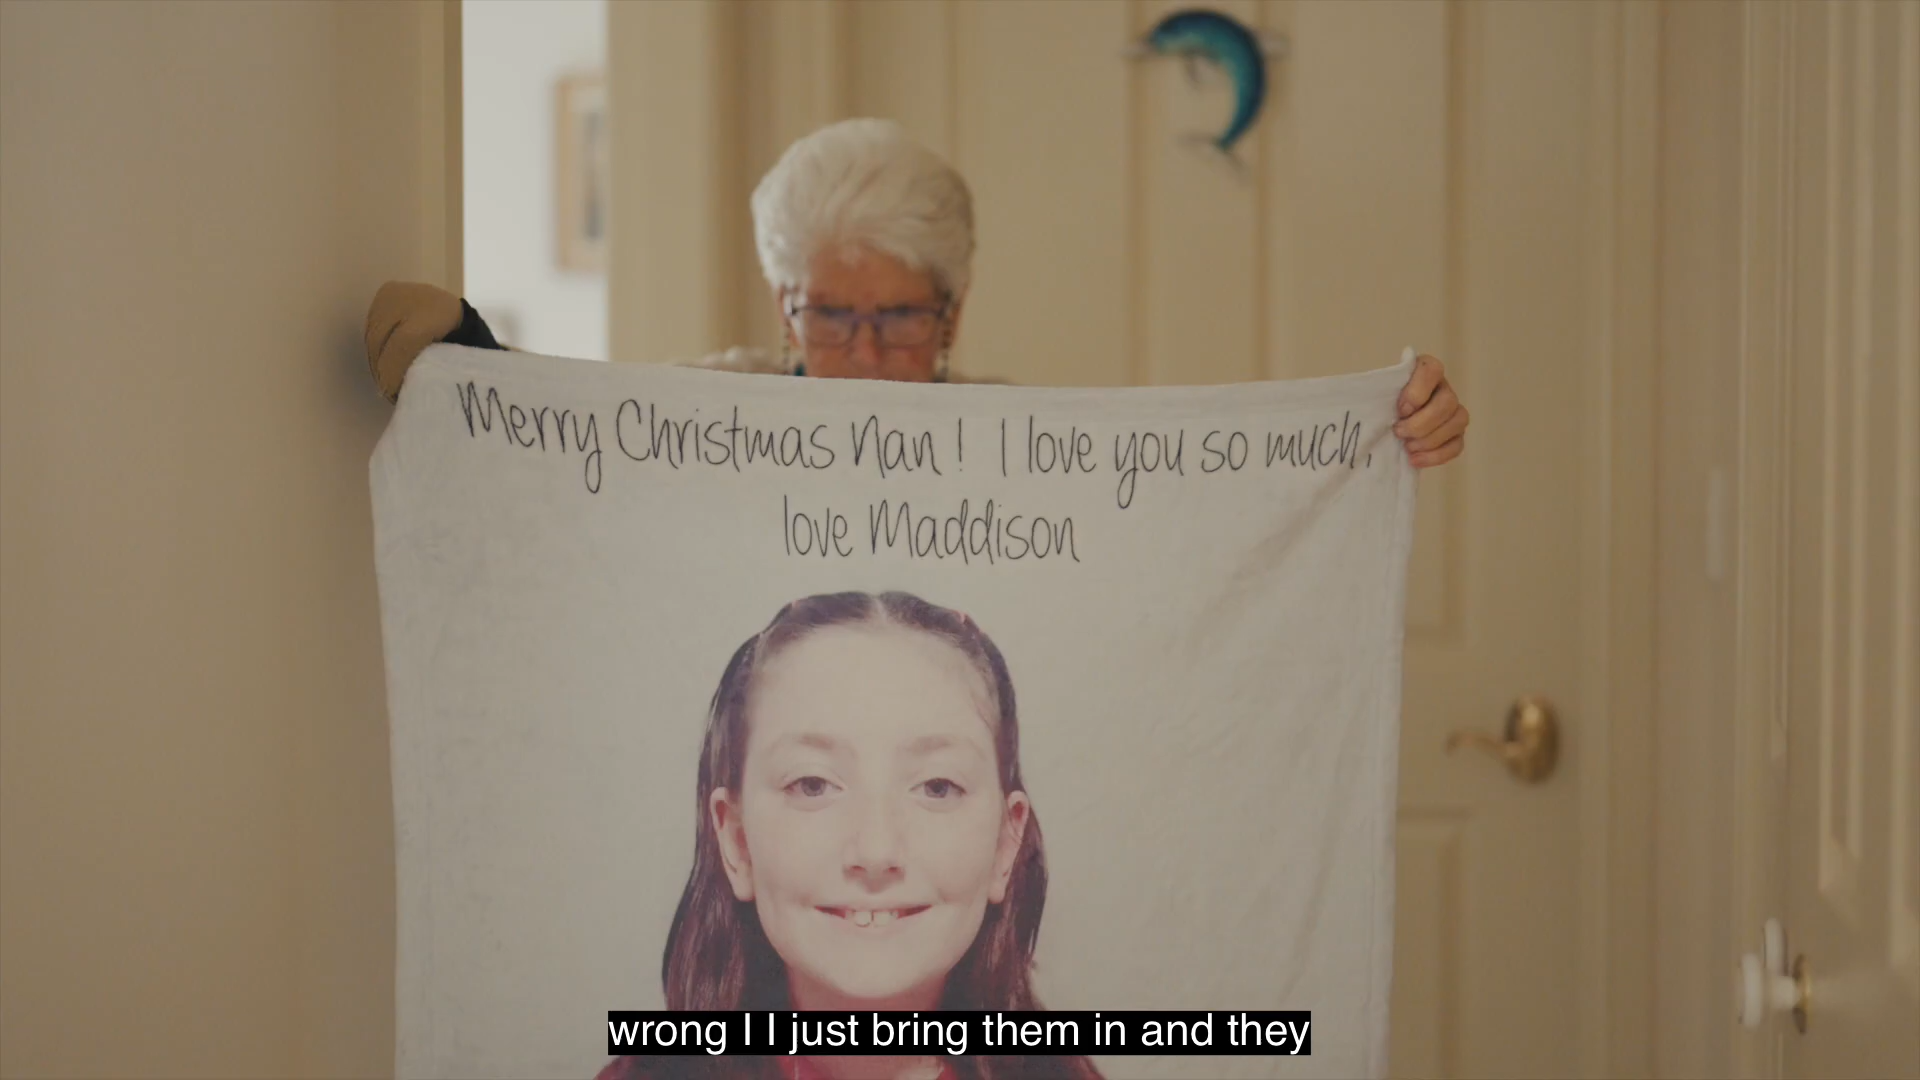 Merry Christmas Nan! I love you so much,
love Maddison
wrong I I just bring them in and they